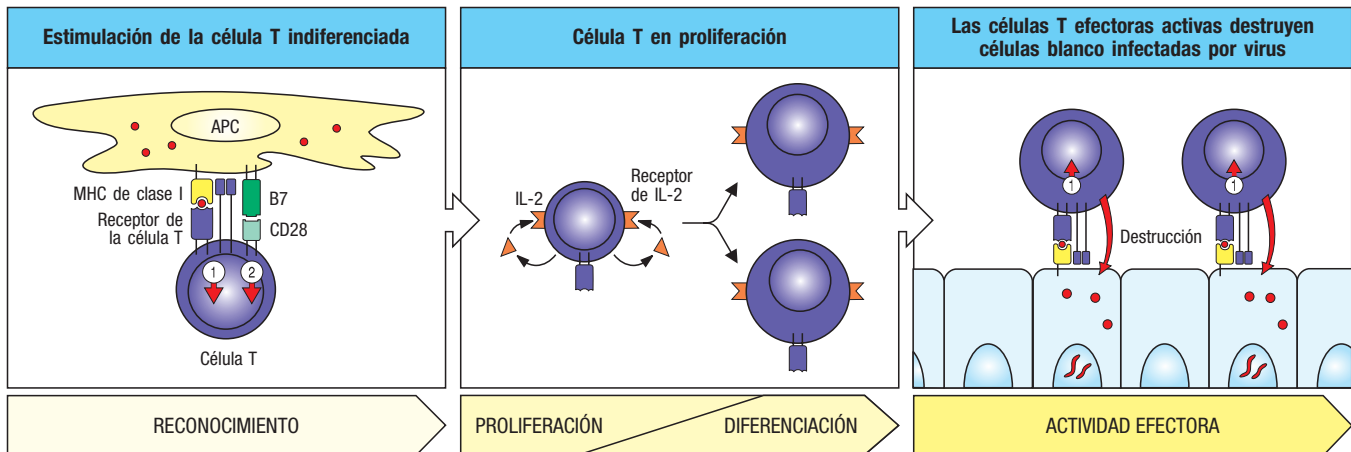 Estimulación de la célula T indiferenciada
APC
MHC de clase I
Receptor de
la célula T
B7
CD28
1
2
Célula T
RECONOCIMIENTO
Célula T en proliferación
IL-2
Receptor
de IL-2
PROLIFERACIÓN
DIFERENCIACIÓN
Las células T efectoras activas destruyen
células blanco infectadas por virus
1
1
Destrucción
ACTIVIDAD EFECTORA